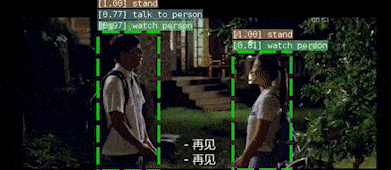 [1.00] stand
[0.77] talk to person
[0.97] watch person
[1.00] stand
[0.81] watch person
- 再见
- 再见